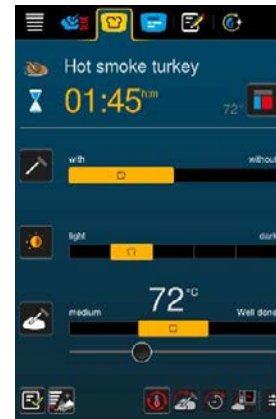 Hot smoke turkey
01:45 h:m
72°
with without
light dark
72 °C
medium Well done